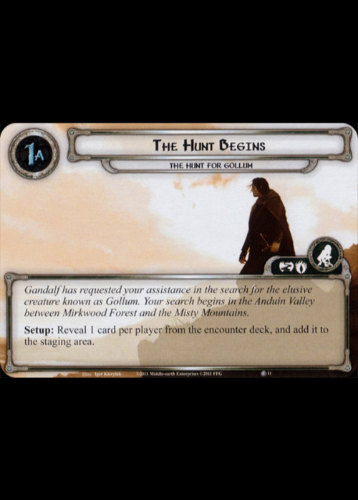 1A
THE HUNT BEGINS
THE HUNT FOR GOLLUM
Gandalf has requested your assistance in the search for the elusive
creature known as Gollum. Your search begins in the Anduin Valley
between Mirkwood Forest and the Misty Mountains.
Setup: Reveal 1 card per player from the encounter deck, and add it to
the staging area.
©2011 Middle-earth Enterprises ©2011 FFG
11